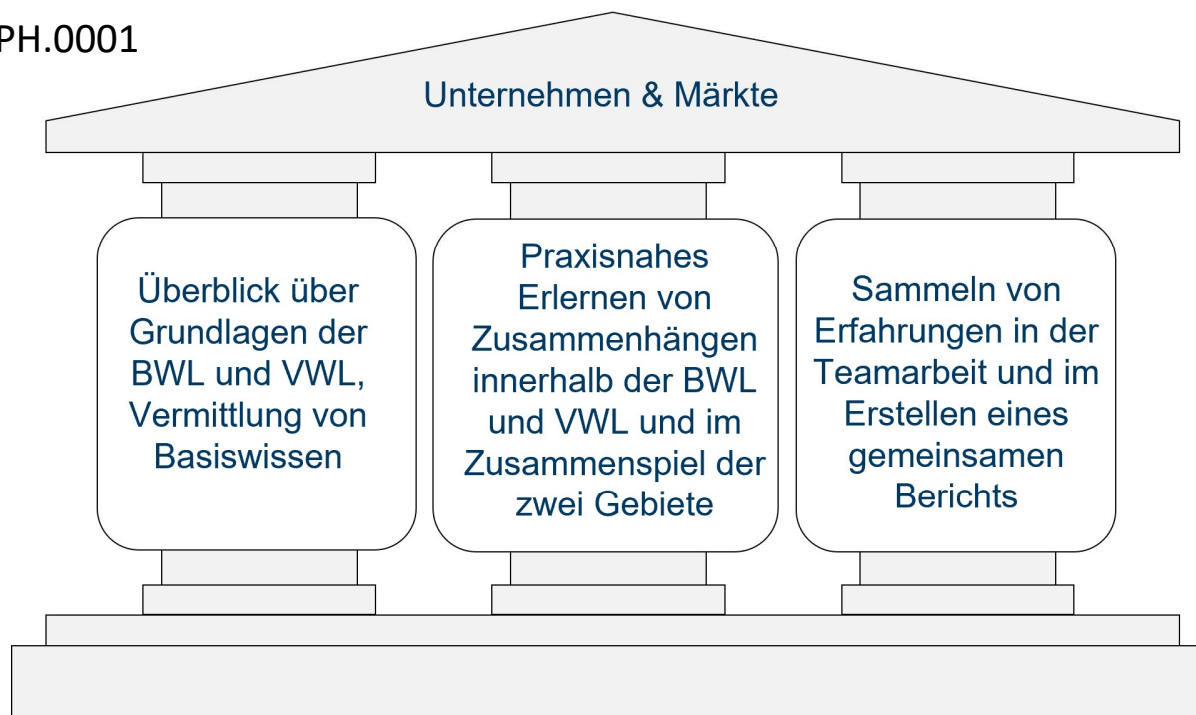 PH.0001
Unternehmen & Märkte
Überblick über
Grundlagen der
BWL und VWL,
Vermittlung von
Basiswissen
Praxisnahes
Erlernen von
Zusammenhängen
innerhalb der BWL
und VWL und im
Zusammenspiel der
zwei Gebiete
Sammeln von
Erfahrungen in der
Teamarbeit und im
Erstellen eines
gemeinsamen
Berichts